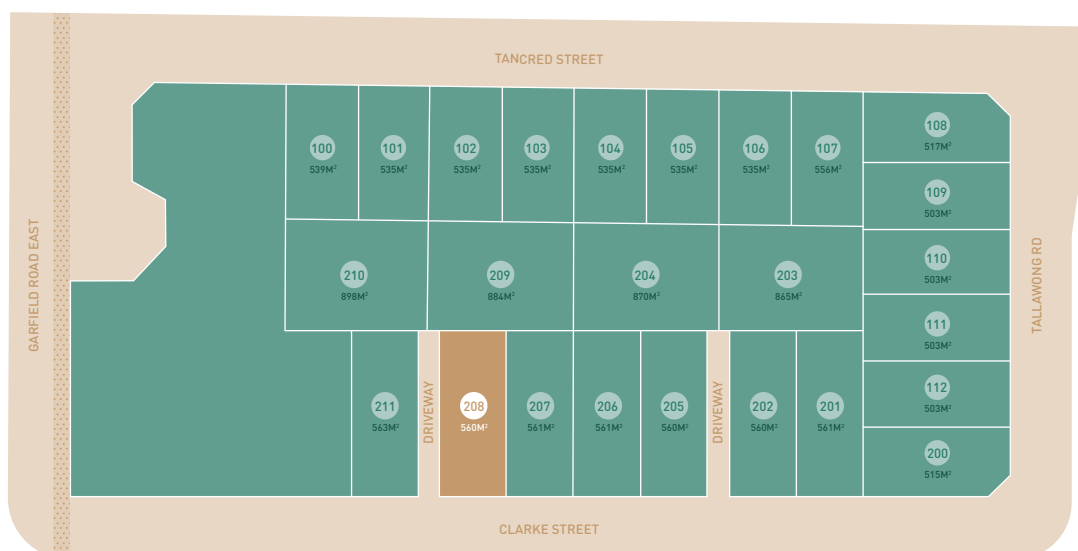 TANCRED STREET
GARFIELD ROAD EAST
100
539M²
101
535M²
102
535M²
103
535M²
104
535M²
105
535M²
106
535M²
107
556M²
108
517M²
109
503M²
110
503M²
111
503M²
112
503M²
200
515M²
TALLAWONG RD
210
898M²
209
884M²
204
870M²
203
865M²
211
563M²
DRIVEWAY
208
560M²
207
561M²
206
561M²
205
560M²
DRIVEWAY
202
560M²
201
561M²
CLARKE STREET